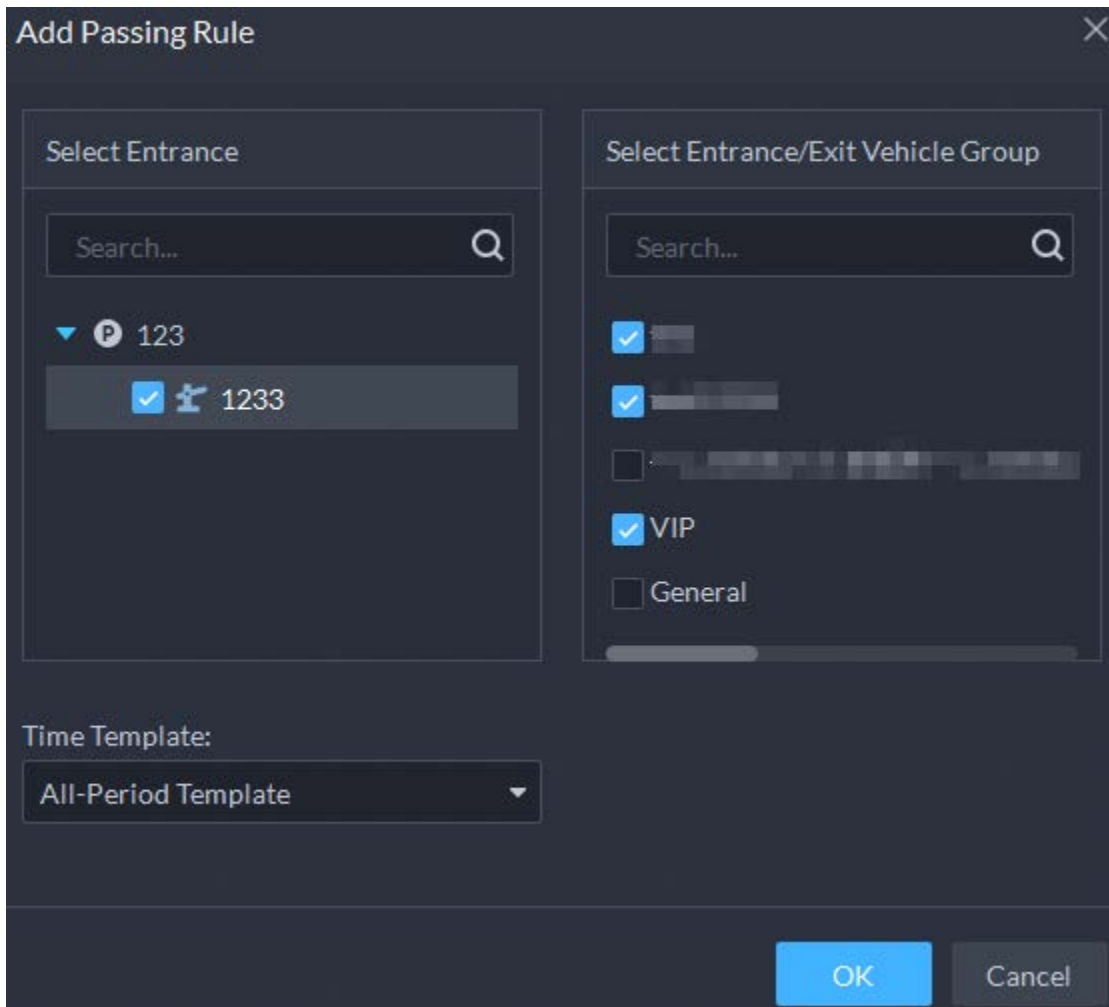 Add Passing Rule
Select Entrance
Search...
P 123
1233
Select Entrance/Exit Vehicle Group
Search...
VIP
General
Time Template:
All-Period Template
OK
Cancel